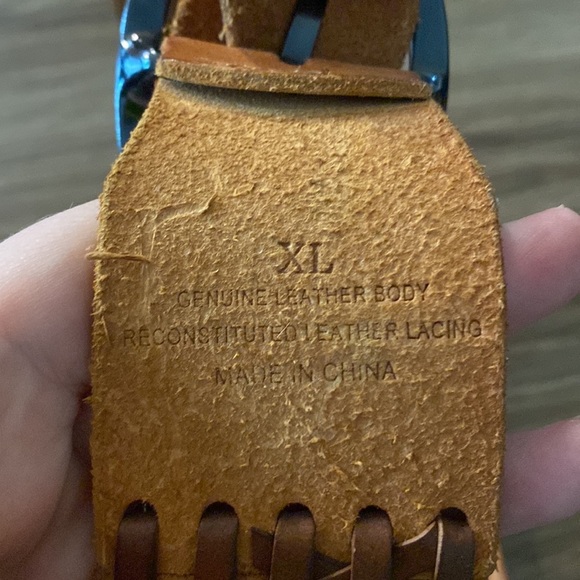 XL
GENUINE LEATHER BODY
RECONSTITUTED LEATHER LACING
MADE IN CHINA